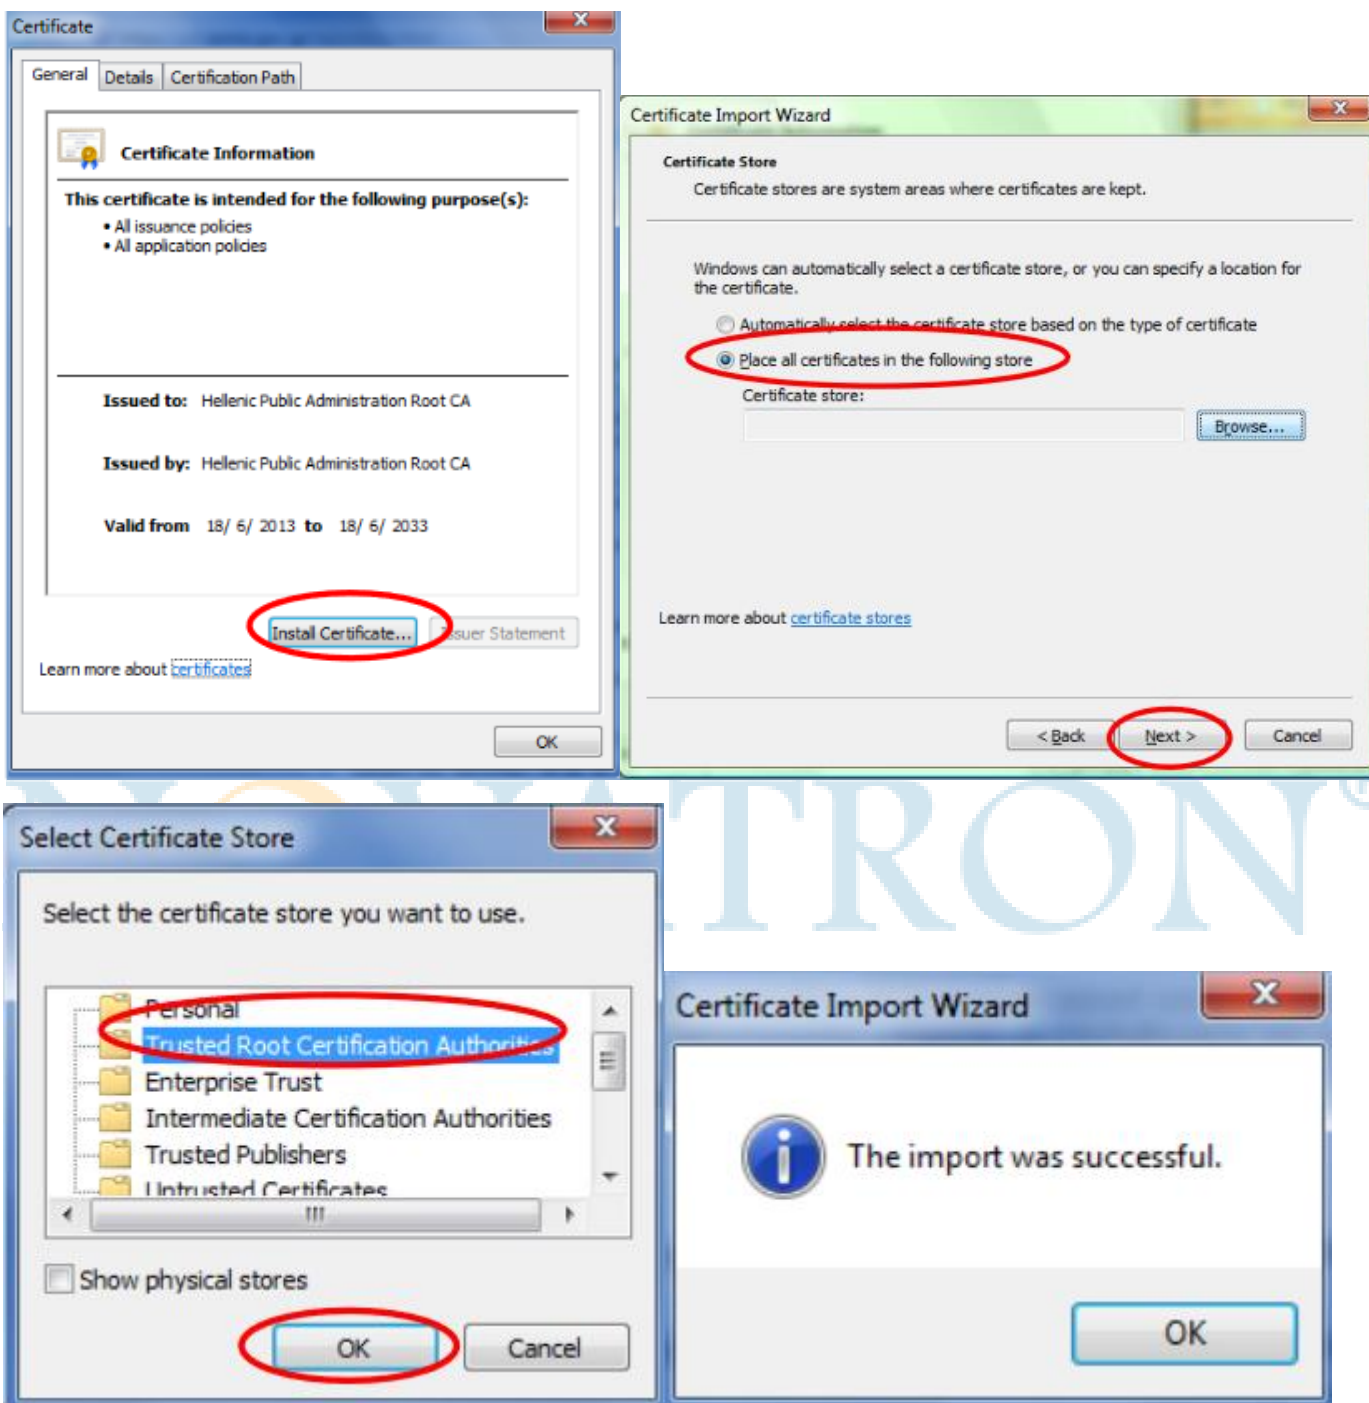 Certificate
General Details Certification Path
Certificate Information
This certificate is intended for the following purpose(s):
• All issuance policies
• All application policies
Issued to: Hellenic Public Administration Root CA
Issued by: Hellenic Public Administration Root CA
Valid from 18/ 6/ 2013 to 18/ 6/ 2033
Install Certificate... Issuer Statement
Learn more about certificates
OK
Certificate Import Wizard
Certificate Store
Certificate stores are system areas where certificates are kept.
Windows can automatically select a certificate store, or you can specify a location for
the certificate.
Automatically select the certificate store based on the type of certificate
Place all certificates in the following store
Certificate store:
Browse...
Learn more about certificate stores
< Back Next > Cancel
NOVATRON®
Select Certificate Store
Select the certificate store you want to use.
Personal
Trusted Root Certification Authorities
Enterprise Trust
Intermediate Certification Authorities
Trusted Publishers
Untrusted Certificates
Show physical stores
OK Cancel
Certificate Import Wizard
The import was successful.
OK